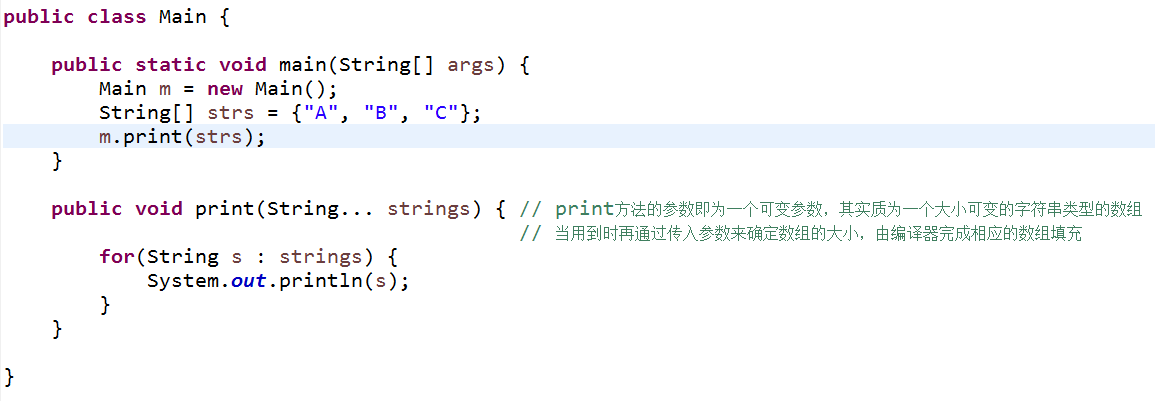 public class Main {
public static void main(String[] args) {
Main m = new Main();
String[] strs = {"A", "B", "C"};
m.print(strs);
}
public void print(String... strings) { // print方法的参数即为一个可变参数，其实质为一个大小可变的字符串类型的数组
// 当用到时再通过传入参数来确定数组的大小，由编译器完成相应的数组填充
for(String s : strings) {
System.out.println(s);
}
}
}